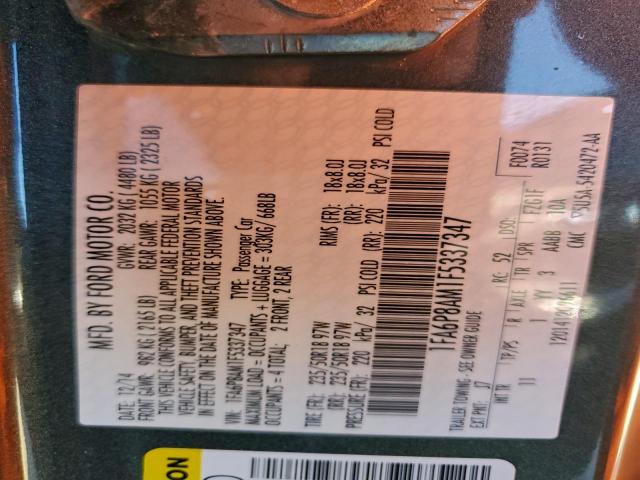 MFD. BY FORD MOTOR CO.
DATE: 12/14 GVWR: 2032 KG ( 4480 LB)
FRONT GAWR: 982 KG ( 2165 LB) REAR GAWR: 1055 KG ( 2325 LB)
THIS VEHICLE CONFORMS TO ALL APPLICABLE FEDERAL MOTOR
VEHICLE SAFETY, BUMPER, AND THEFT PREVENTION STANDARDS
IN EFFECT ON THE DATE OF MANUFACTURE SHOWN ABOVE.
VIN: 1FA6P8AM1F5337347 TYPE: Passenger Car
MAXIMUM LOAD = OCCUPANTS + LUGGAGE = 303KG/ 668LB
OCCUPANTS = 4 TOTAL: 2 FRONT, 2 REAR
TIRE (FR): 235/50R18 97W RIMS (FR): 18x8.0J
TIRE (RR): 235/50R18 97W (RR): 18x8.0J
PRESSURE (FR): 220 kPa/ 32 PSI COLD (RR): 220 kPa/ 32 PSI COLD
1FA6P8AM1F5337347
TRAILER TOWING - SEE OWNER GUIDE F0074
EXT PNT: J7 RC: 52 DSO: R0131
INT TR TP/PS R AXLE TR SPR F2G1F
11 1 YY 3 AABB 10A
CMC